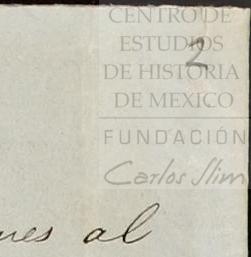 CENTRO DE
ESTUDIOS
2
DE HISTORIA
DE MEXICO
FUNDACIÓN
Carlos Slim
al